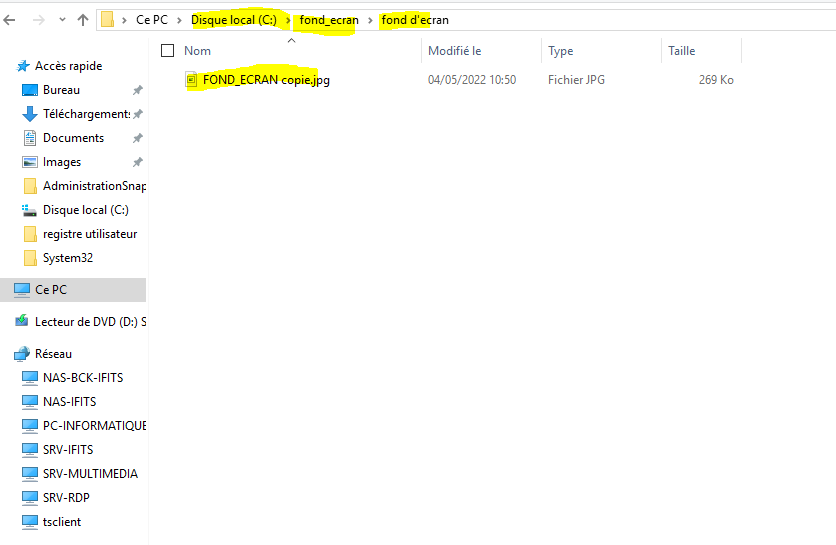 Ce PC > Disque local (C:) > fond_ecran > fond d'ecran
Nom Modifié le Type Taille
FOND_ECRAN copie.jpg 04/05/2022 10:50 Fichier JPG 269 Ko
Accès rapide
Bureau
Téléchargements
Documents
Images
AdministrationSnap
Disque local (C:)
registre utilisateur
System32
Ce PC
Lecteur de DVD (D:) S
Réseau
NAS-BCK-IFITS
NAS-IFITS
PC-INFORMATIQUE
SRV-IFITS
SRV-MULTIMEDIA
SRV-RDP
tsclient